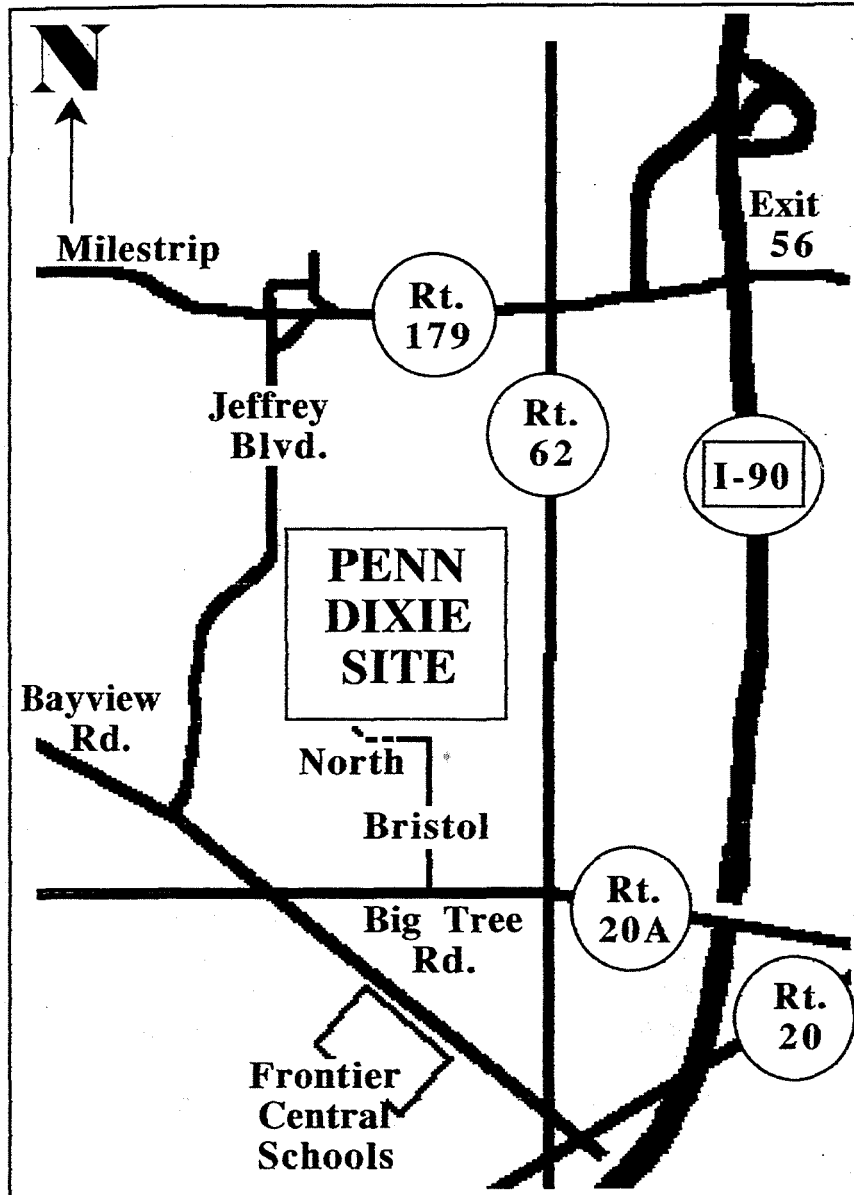 N
Milestrip
Exit
56
Rt.
179
Jeffrey
Blvd.
Rt.
62
I-90
PENN
DIXIE
SITE
Bayview
Rd.
North
Bristol
Big Tree
Rd.
Rt.
20A
Rt.
20
Frontier
Central
Schools